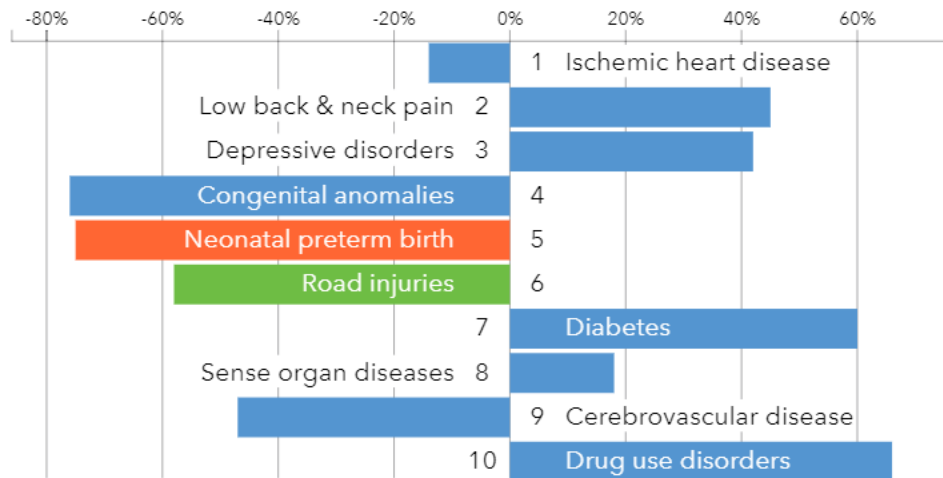 -80% -60% -40% -20% 0% 20% 40% 60%
1 Ischemic heart disease
Low back & neck pain 2
Depressive disorders 3
Congenital anomalies 4
Neonatal preterm birth 5
Road injuries 6
7 Diabetes
Sense organ diseases 8
9 Cerebrovascular disease
10 Drug use disorders